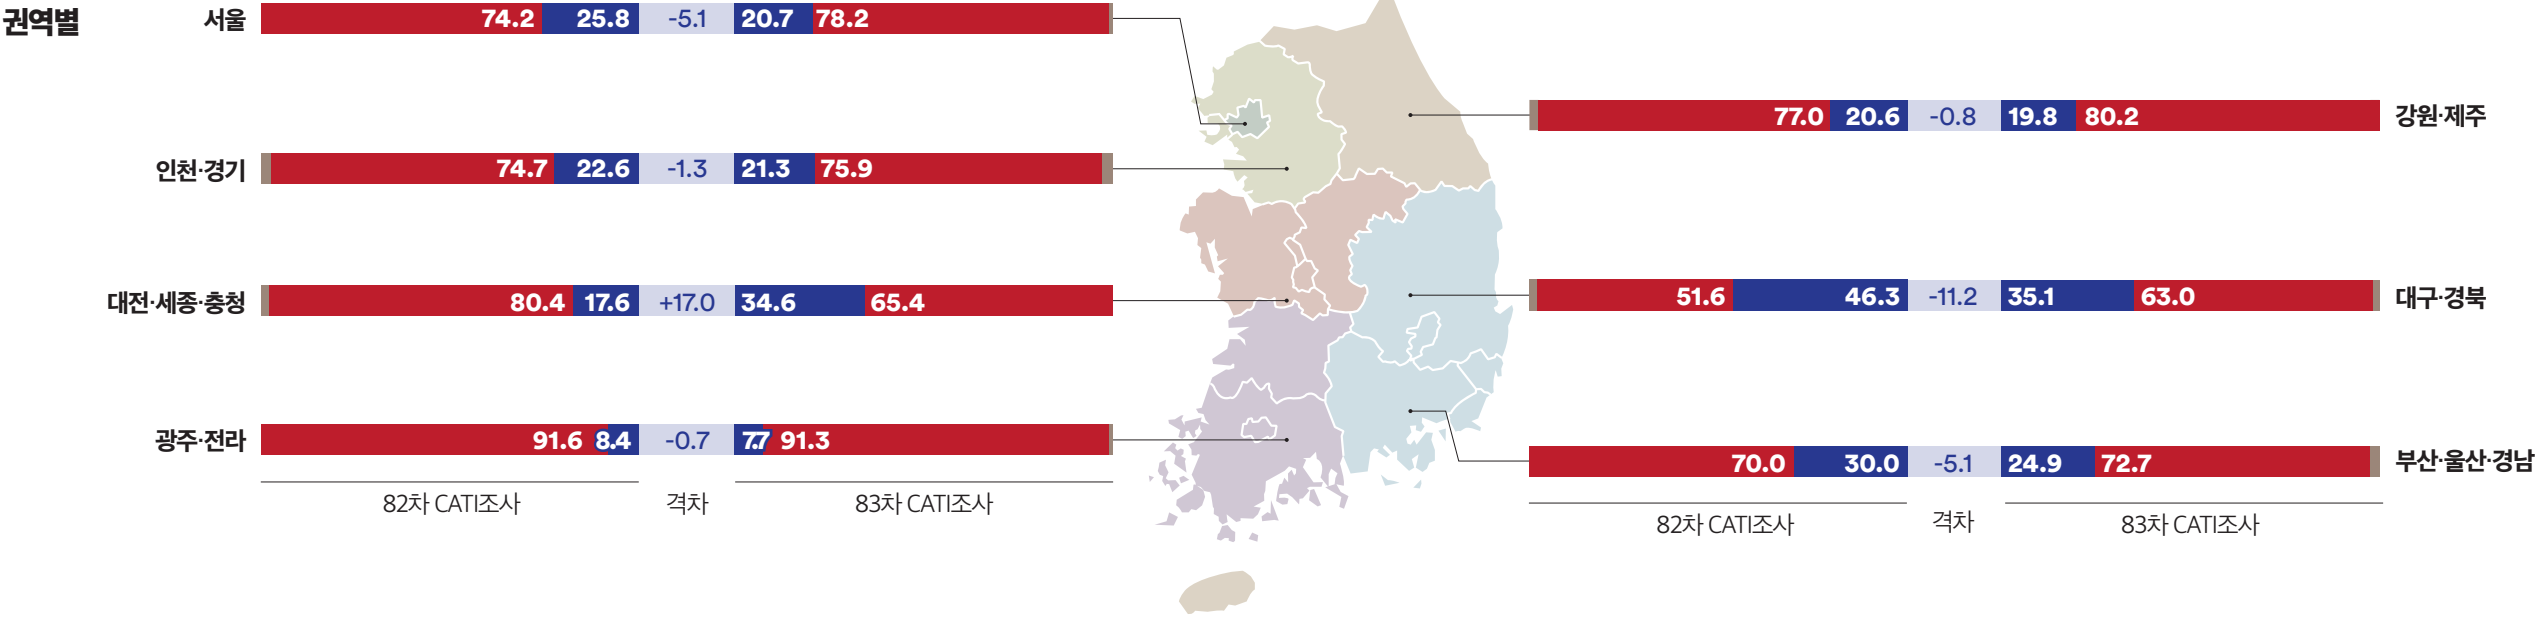 권역별
서울 74.2 25.8 -5.1 20.7 78.2
인천·경기 74.7 22.6 -1.3 21.3 75.9
대전·세종·충청 80.4 17.6 +17.0 34.6 65.4
광주·전라 91.6 8.4 -0.7 7.7 91.3
82차 CATI조사 격차 83차 CATI조사
77.0 20.6 -0.8 19.8 80.2 강원·제주
51.6 46.3 -11.2 35.1 63.0 대구·경북
70.0 30.0 -5.1 24.9 72.7 부산·울산·경남
82차 CATI조사 격차 83차 CATI조사